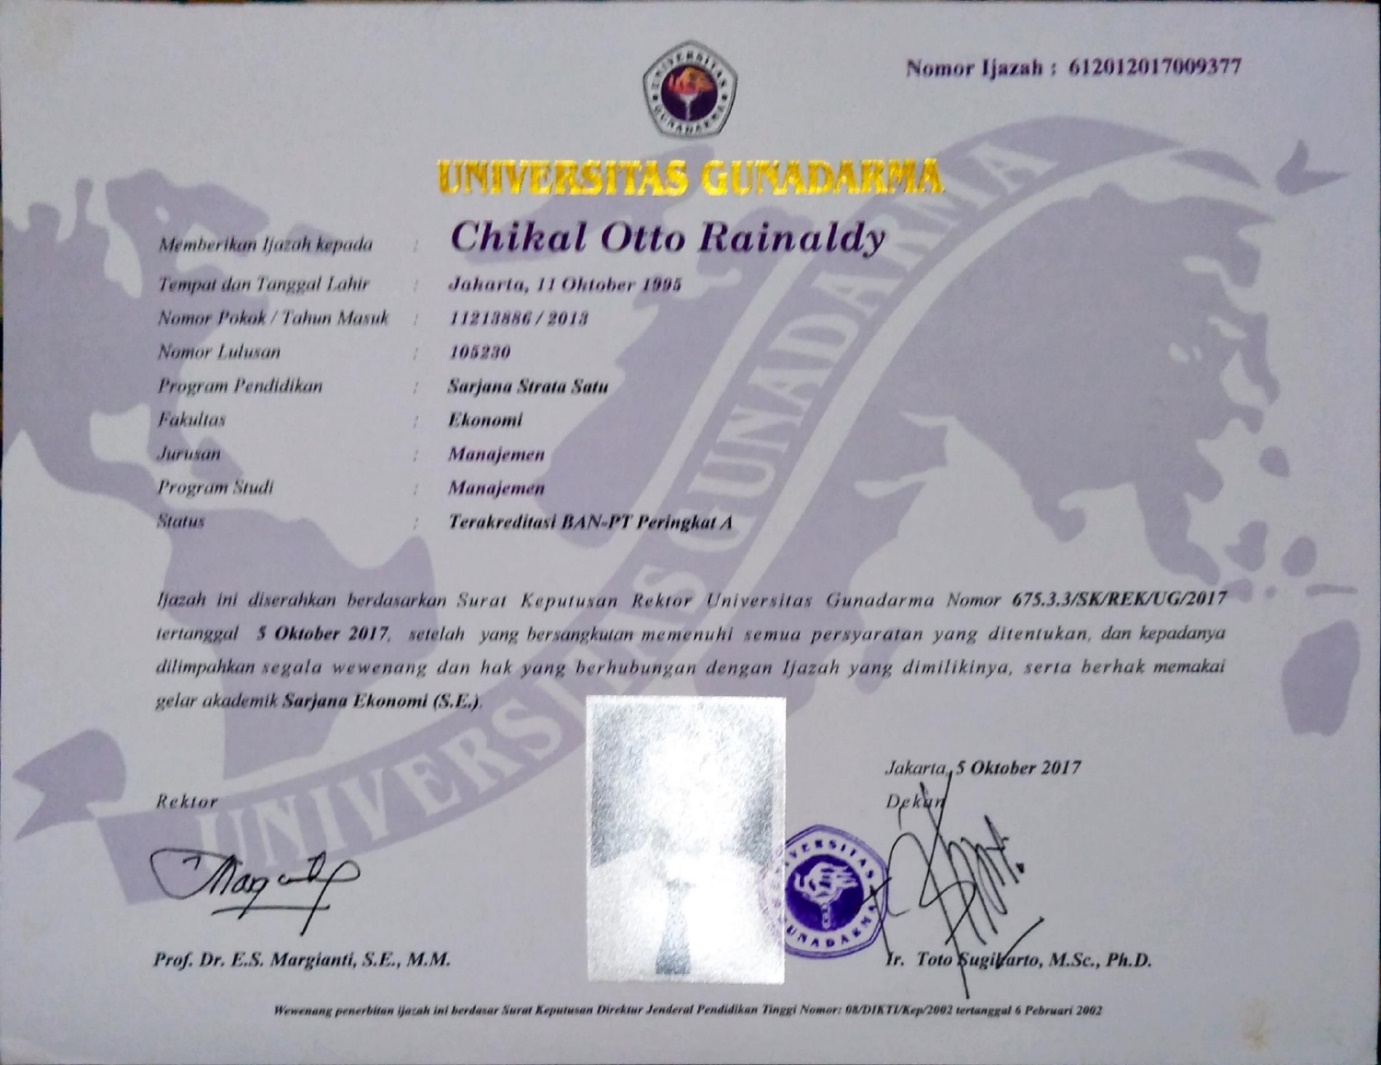 UNIVERSITAS GUNADARMA
Nomor Ijazah : 612012017009377
UNIVERSITAS GUNADARMA
Memberikan Ijazah kepada : Chikal Otto Rainaldy
Tempat dan Tanggal Lahir : Jakarta, 11 Oktober 1995
Nomor Pokok / Tahun Masuk : 11213886 / 2013
Nomor Lulusan : 105230
Program Pendidikan : Sarjana Strata Satu
Fakultas : Ekonomi
Jurusan : Manajemen
Program Studi : Manajemen
Status : Terakreditasi BAN-PT Peringkat A
UNIVERSITAS GUNADARMA
Ijazah ini diserahkan berdasarkan Surat Keputusan Rektor Universitas Gunadarma Nomor 675.3.3/SK/REK/UG/2017
tertanggal 5 Oktober 2017, setelah yang bersangkutan memenuhi semua persyaratan yang ditentukan, dan kepadanya
dilimpahkan segala wewenang dan hak yang berhubungan dengan Ijazah yang dimilikinya, serta berhak memakai
gelar akademik Sarjana Ekonomi (S.E.).
Jakarta, 5 Oktober 2017
Rektor
Dekan
UNIVERSITAS GUNADARMA
Prof. Dr. E.S. Margianti, S.E., M.M.
Ir. Toto Sugiharto, M.Sc., Ph.D.
Wewenang penerbitan ijazah ini berdasar Surat Keputusan Direktur Jenderal Pendidikan Tinggi Nomor: 08/DIKTI/Kep/2002 tertanggal 6 Pebruari 2002